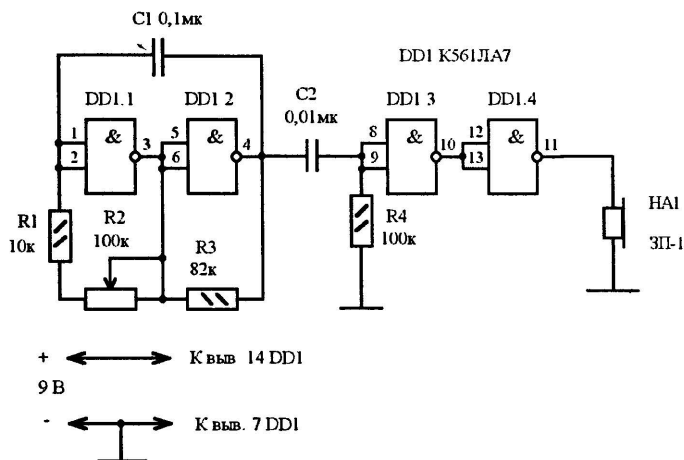 C1 0,1мк
DD1 К561ЛА7
C2
0,01мк
DD1.1
DD1 2
DD1 3
DD1.4
1
2
&
3
5
6
&
4
8
9
&
10
12
13
&
11
R1
10к
R2
100к
R3
82к
R4
100к
НА1
ЗП-1
+
К выв 14 DD1
9 В
-
К выв. 7 DD1